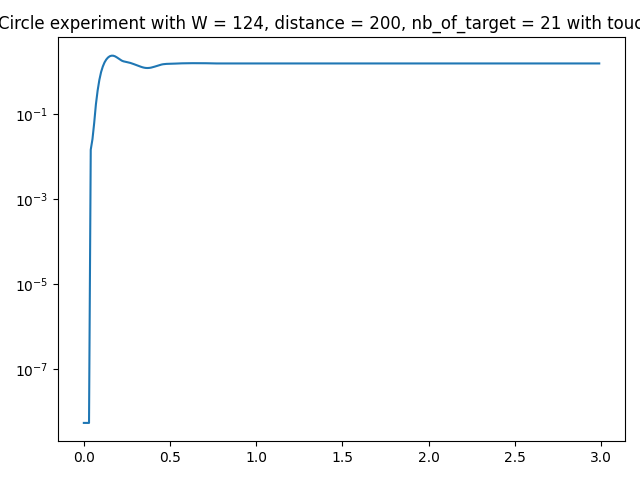 Circle experiment with W = 124, distance = 200, nb_of_target = 21 with touc
10⁻¹
10⁻³
10⁻⁵
10⁻⁷
0.0 0.5 1.0 1.5 2.0 2.5 3.0